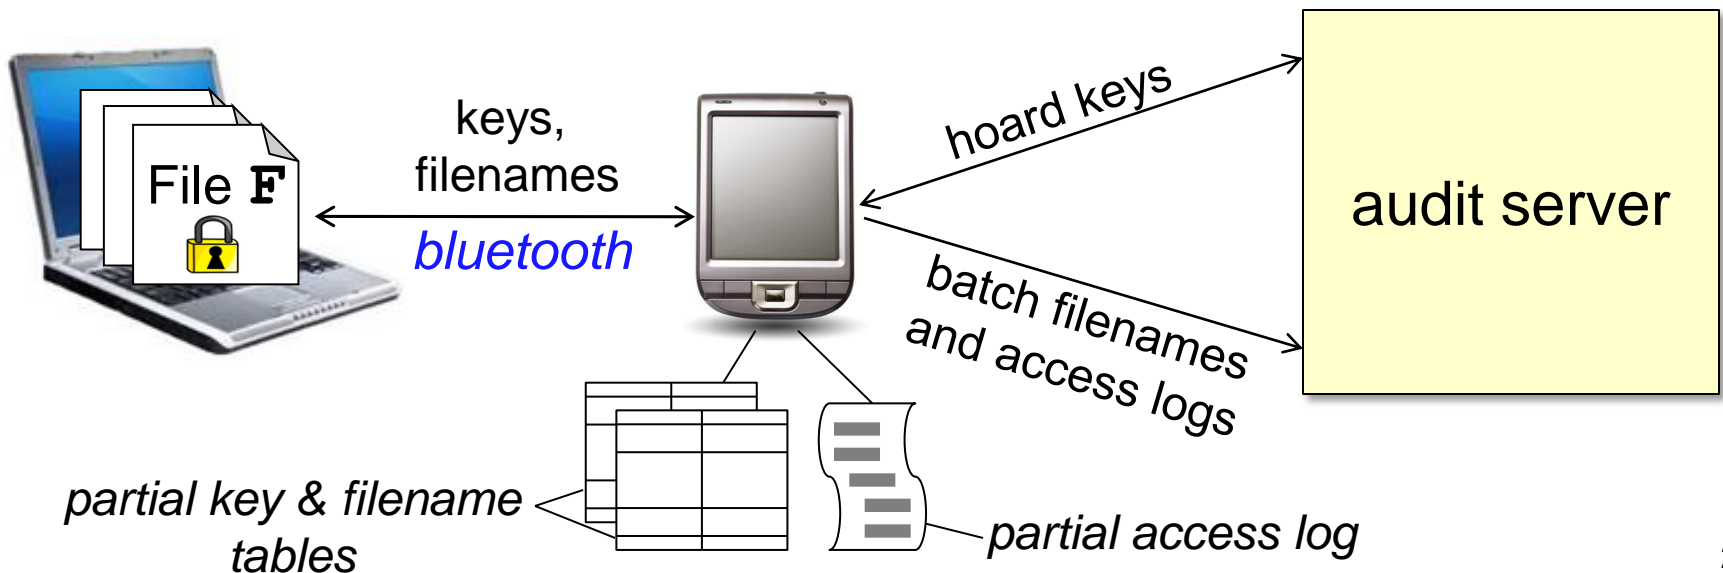 keys,
filenames
bluetooth
File F
hoard keys
audit server
batch filenames
and access logs
partial key & filename
tables
partial access log